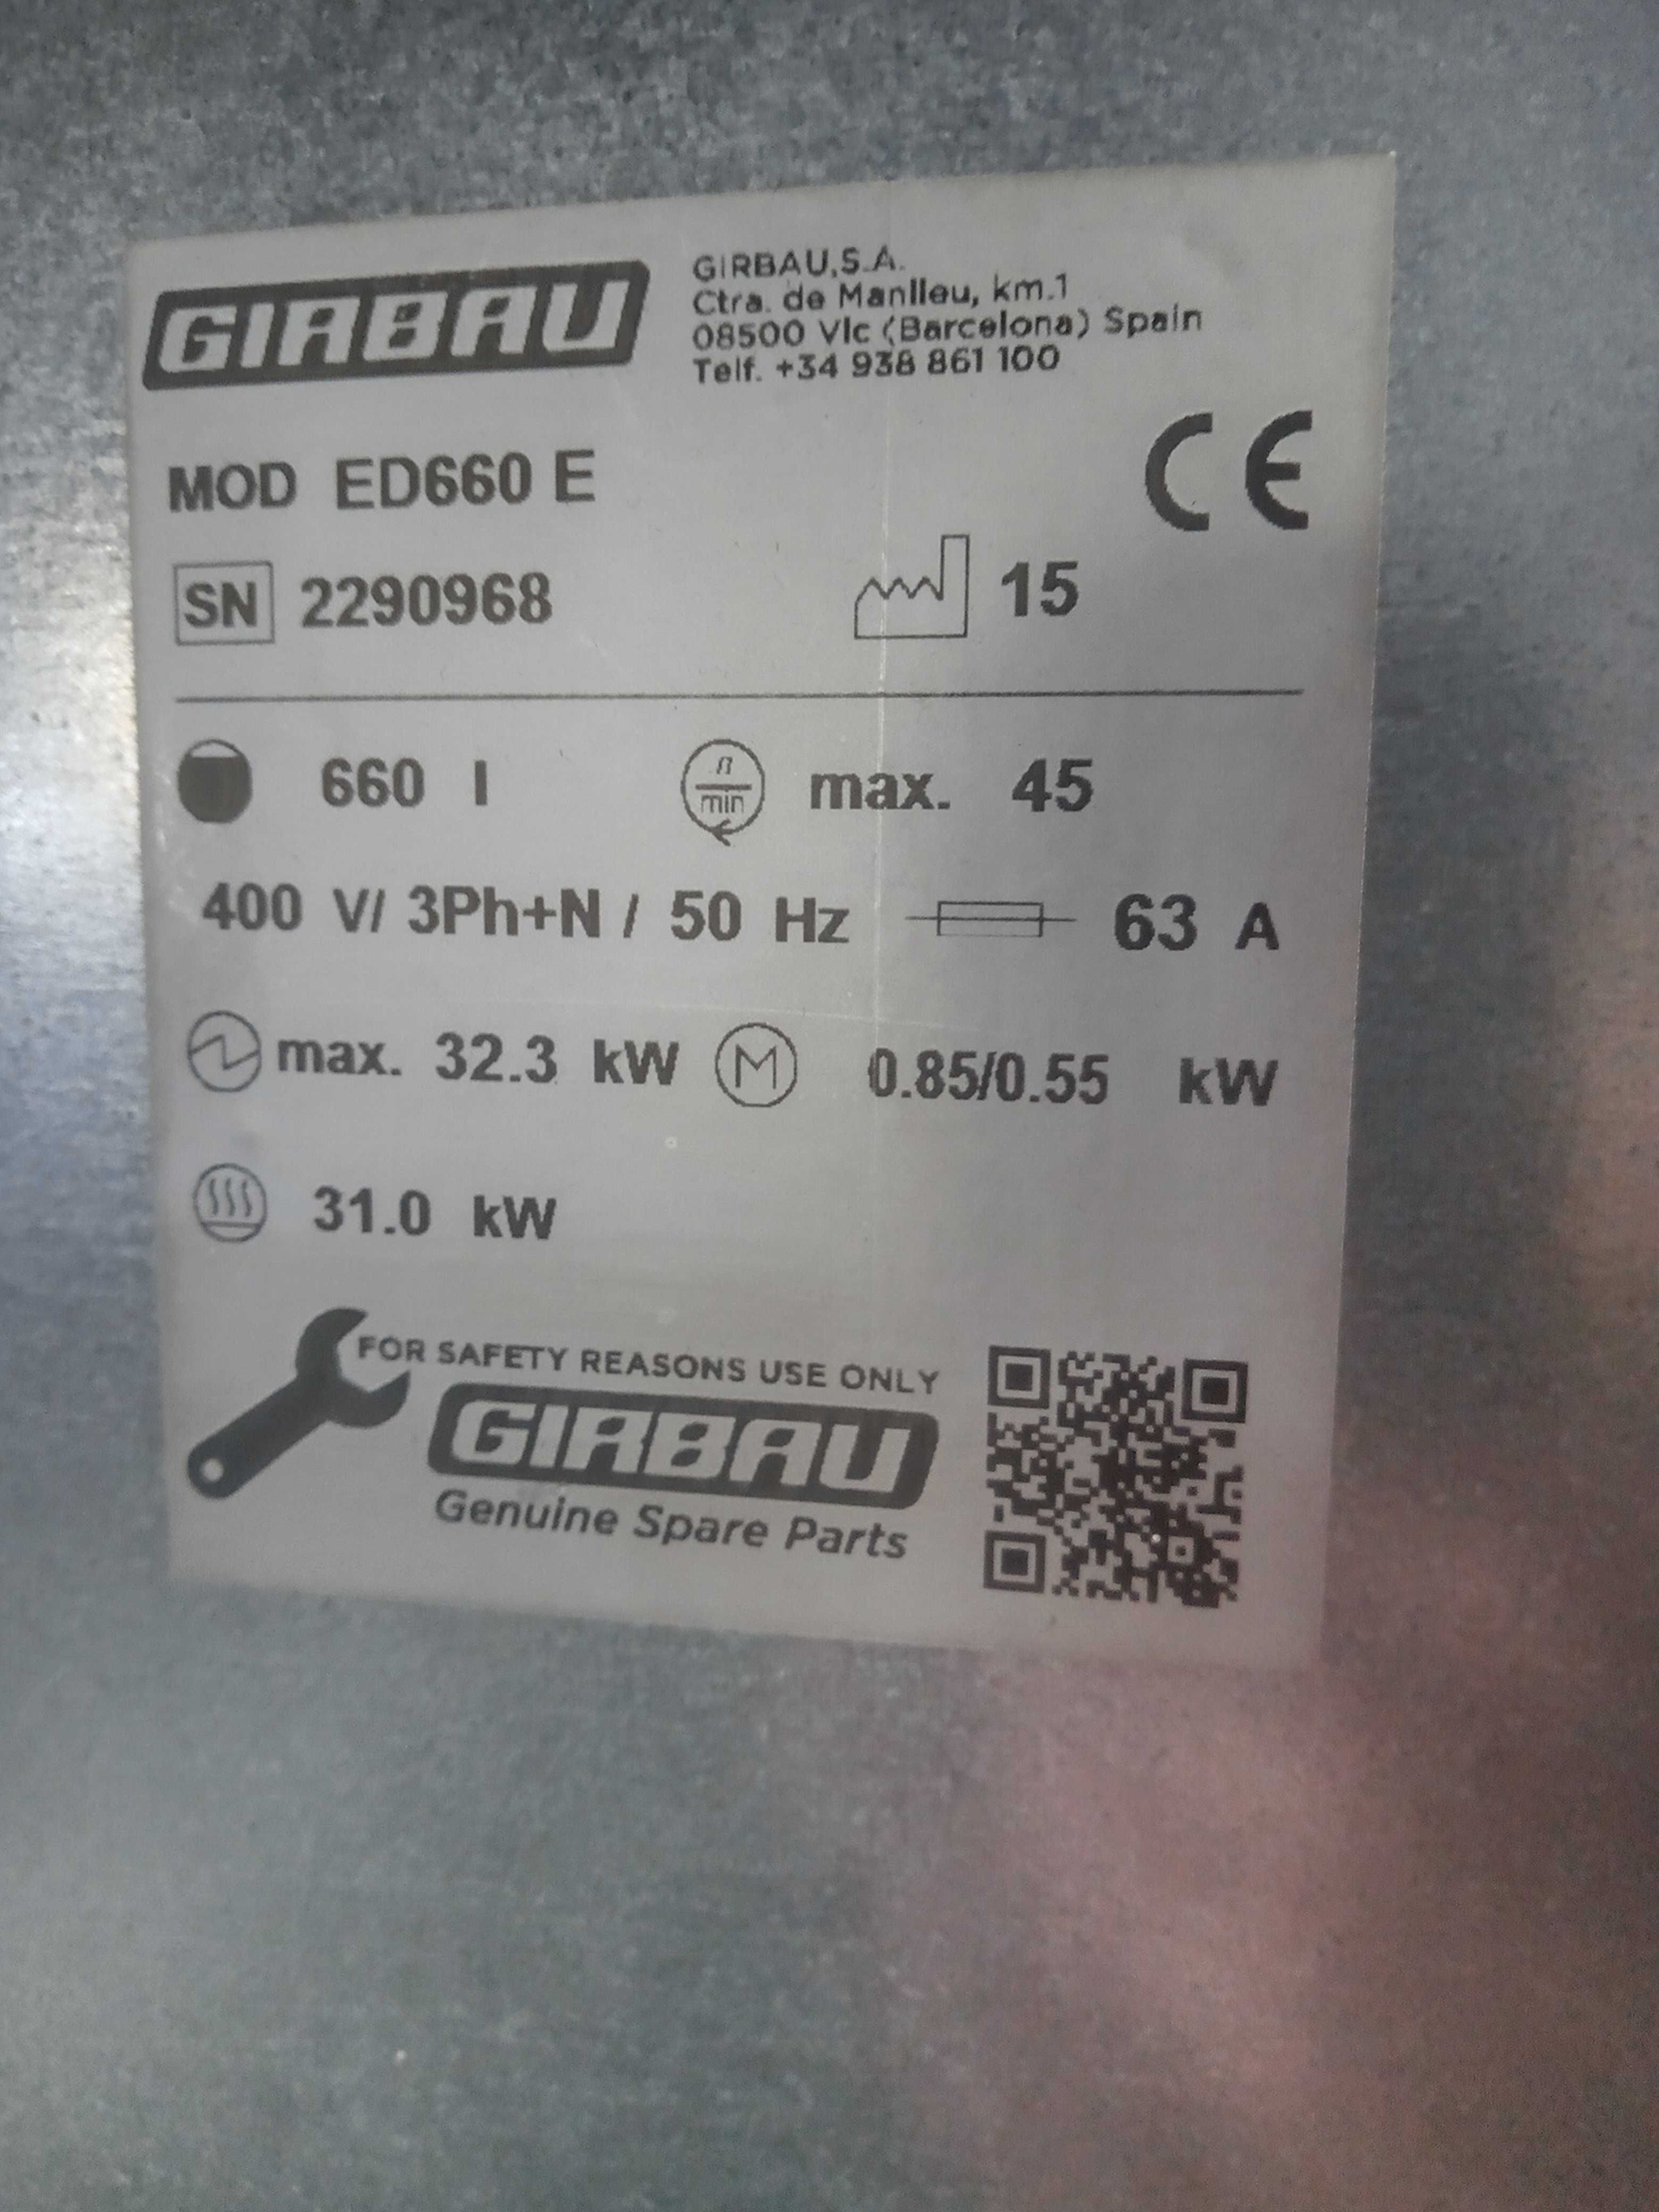 GIRBAU
GIRBAU,S.A.
Ctra. de Manlleu, km.1
08500 Vic (Barcelona) Spain
Telf. +34 938 861 100
MOD ED660 E
CE
SN 2290968
15
660 l
n/min max. 45
400 V/ 3Ph+N / 50 Hz 63 A
max. 32.3 kW M 0.85/0.55 kW
31.0 kW
FOR SAFETY REASONS USE ONLY
GIRBAU
Genuine Spare Parts